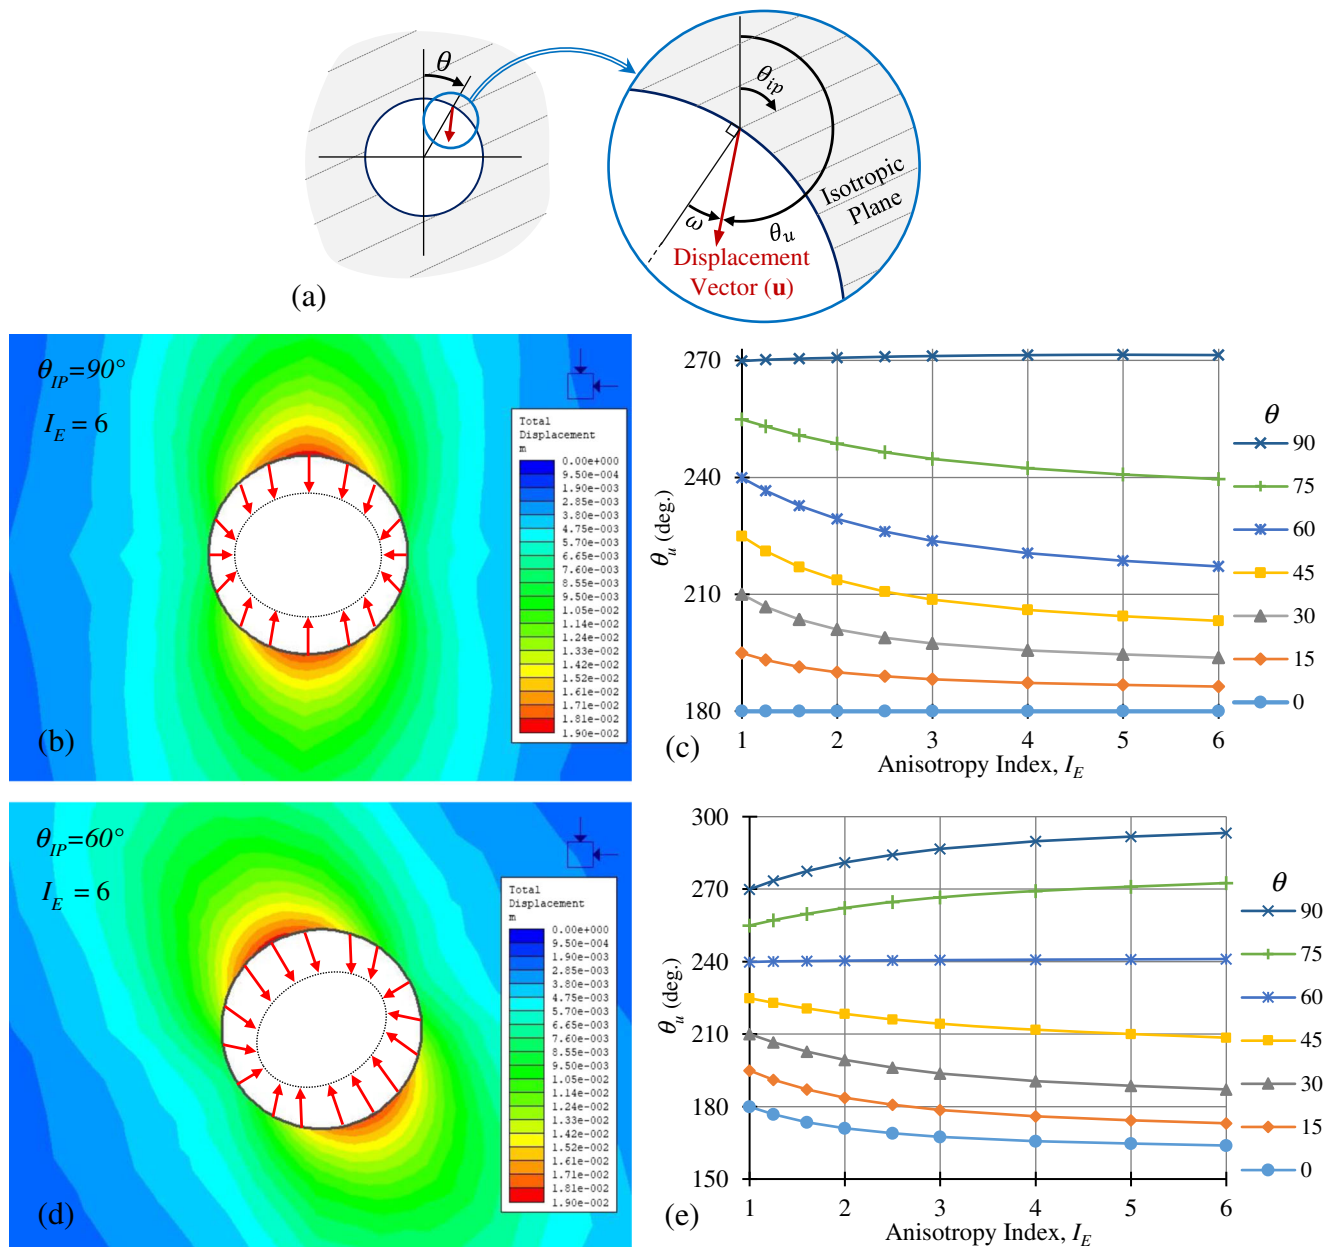 θ
θip
Isotropic
Plane
ω
θu
Displacement
Vector (u)
(a)
θIP=90°
IE = 6
Total
Displacement
m
0.00e+000
9.50e-004
1.90e-003
2.85e-003
3.80e-003
4.75e-003
5.70e-003
6.65e-003
7.60e-003
8.55e-003
9.50e-003
1.05e-002
1.14e-002
1.24e-002
1.33e-002
1.42e-002
1.52e-002
1.61e-002
1.71e-002
1.81e-002
1.90e-002
(b)
270
240
210
180
θu (deg.)
1 2 3 4 5 6
Anisotropy Index, IE
θ
90
75
60
45
30
15
0
(c)
θIP=60°
IE = 6
Total
Displacement
m
0.00e+000
9.50e-004
1.90e-003
2.85e-003
3.80e-003
4.75e-003
5.70e-003
6.65e-003
7.60e-003
8.55e-003
9.50e-003
1.05e-002
1.14e-002
1.24e-002
1.33e-002
1.42e-002
1.52e-002
1.61e-002
1.71e-002
1.81e-002
1.90e-002
(d)
300
270
240
210
180
150
θu (deg.)
1 2 3 4 5 6
Anisotropy Index, IE
θ
90
75
60
45
30
15
0
(e)